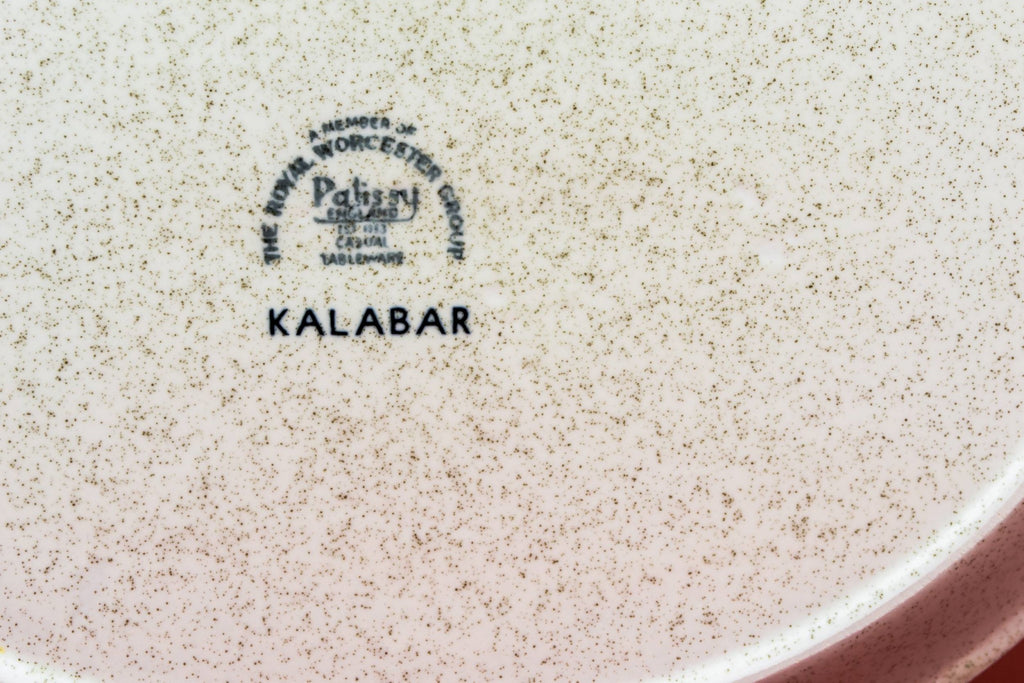 A MEMBER OF
THE ROYAL WORCESTER GROUP
Palissy
ENGLAND
CASUAL
TABLEWARE
KALABAR